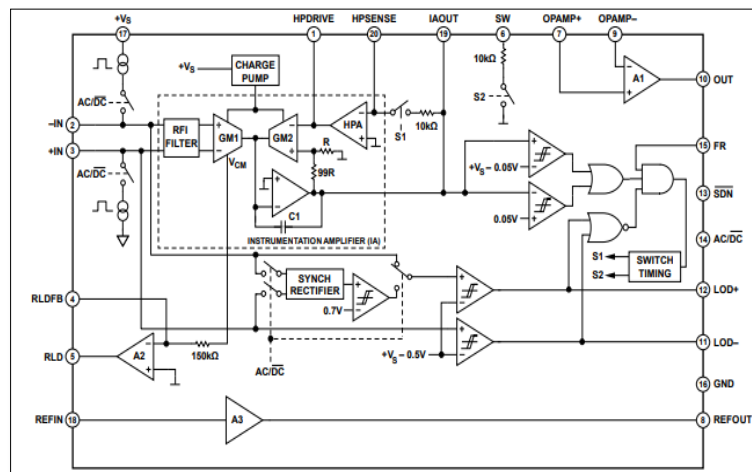 +VS HPDRIVE HPSENSE IAOUT SW OPAMP+ OPAMP–
17 1 20 19 6 7 9
10kΩ
+VS
CHARGE
PUMP
A1
10 OUT
AC/DC
S2
HPA
–IN 2
RFI
FILTER
GM1
GM2
S1
10kΩ
FR
15
+IN 3
R
VCM
+VS – 0.05V
AC/DC
99R
SDN
13
C1
0.05V
AC/DC
14
INSTRUMENTATION AMPLIFIER (IA)
S1
S2
SWITCH
TIMING
SYNCH
RECTIFIER
LOD+
12
RLDFB
4
0.7V
LOD–
11
150kΩ
+VS – 0.5V
RLD 5
A2
AC/DC
GND
16
REFIN
18
A3
REFOUT
8